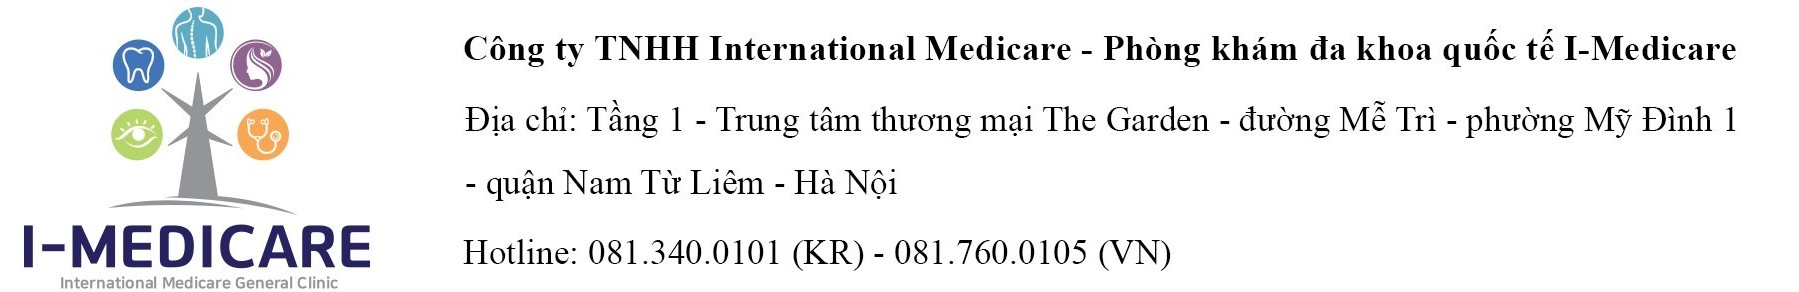 I-MEDICARE
International Medicare General Clinic
Công ty TNHH International Medicare - Phòng khám đa khoa quốc tế I-Medicare
Địa chỉ: Tầng 1 - Trung tâm thương mại The Garden - đường Mễ Trì - phường Mỹ Đình 1
- quận Nam Từ Liêm - Hà Nội
Hotline: 081.340.0101 (KR) - 081.760.0105 (VN)